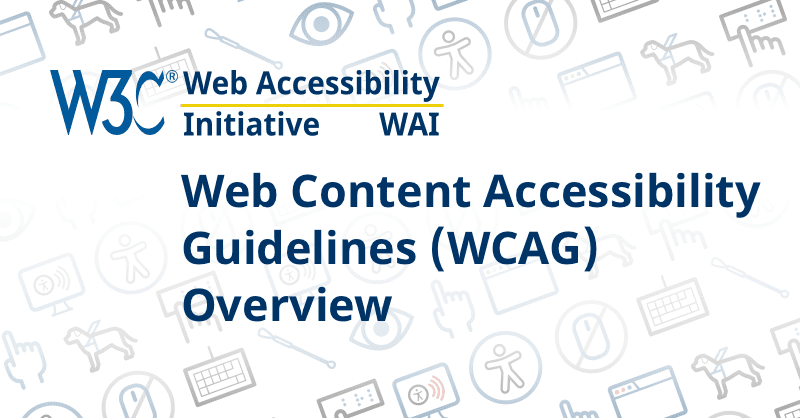 W3C® Web Accessibility
Initiative WAI
Web Content Accessibility
Guidelines (WCAG)
Overview